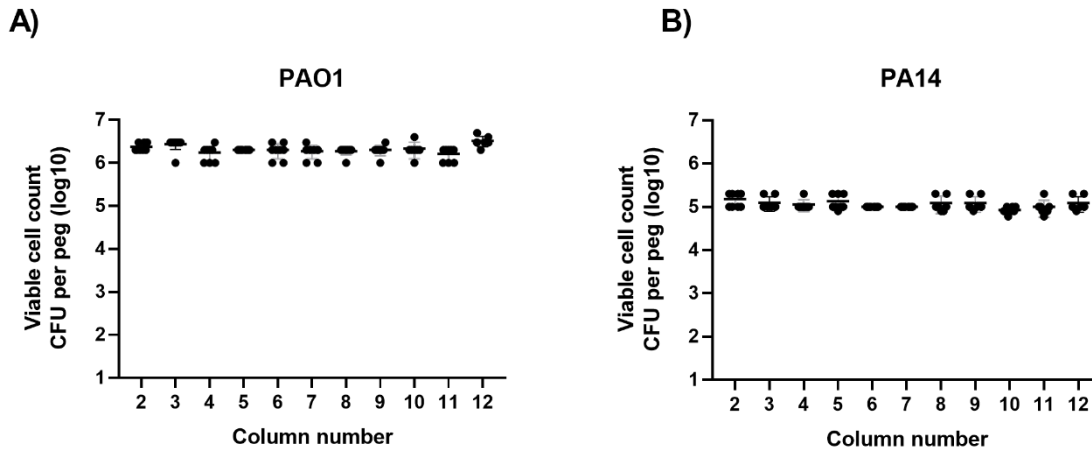 A)
PAO1
7
6
5
4
3
2
1
Viable cell count
CFU per peg (log10)
2 3 4 5 6 7 8 9 10 11 12
Column number
B)
PA14
7
6
5
4
3
2
1
Viable cell count
CFU per peg (log10)
2 3 4 5 6 7 8 9 10 11 12
Column number